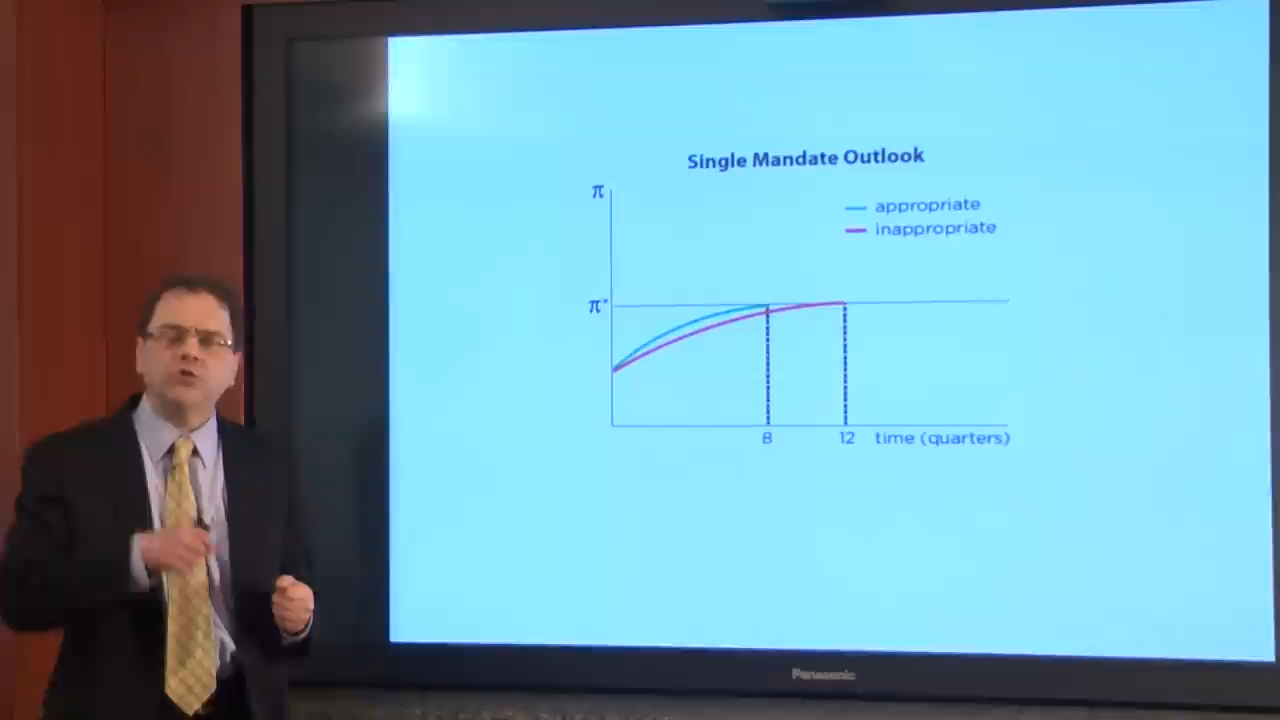 Single Mandate Outlook
π
appropriate
inappropriate
π*
8
12
time (quarters)
Panasonic